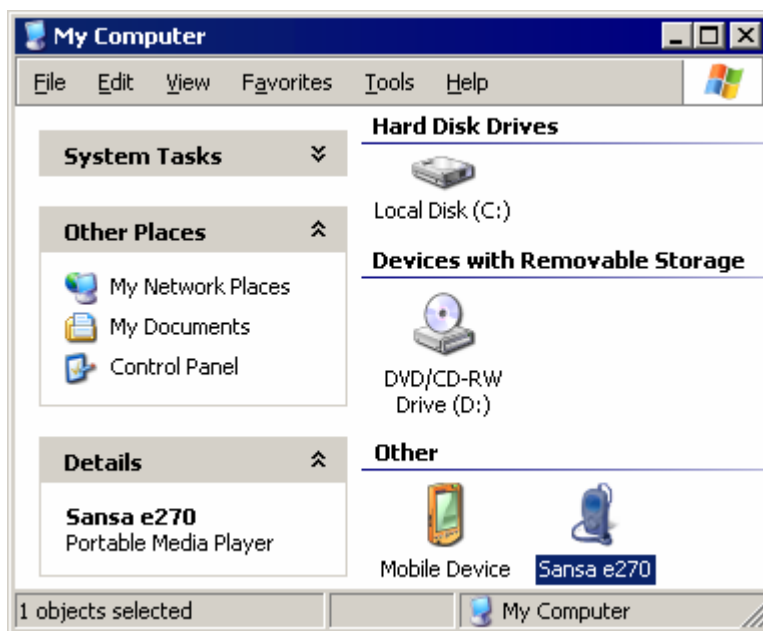 My Computer
File Edit View Favorites Tools Help
System Tasks
Other Places
My Network Places
My Documents
Control Panel
Details
Sansa e270
Portable Media Player
Hard Disk Drives
Local Disk (C:)
Devices with Removable Storage
DVD/CD-RW
Drive (D:)
Other
Mobile Device
Sansa e270
1 objects selected
My Computer